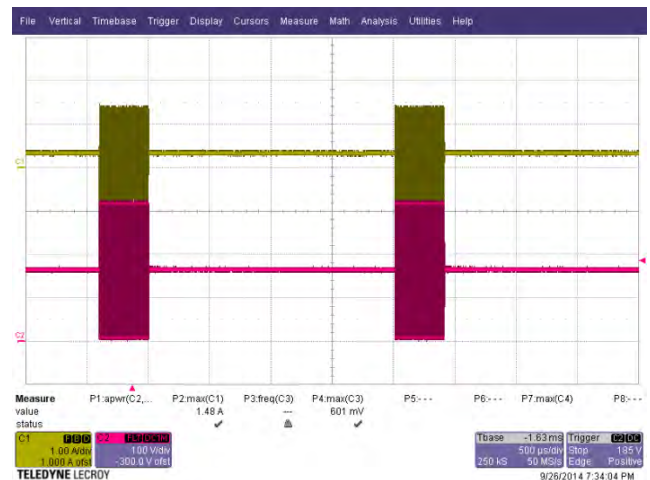 File Vertical Timebase Trigger Display Cursors Measure Math Analysis Utilities Help
C1
C2
Measure P1:apwr(C2,... P2:max(C1) P3:freq(C3) P4:max(C3) P5:- - - P6:- - - P7:max(C4) P8:- - -
value 1.48 A --- 601 mV
status
C1 C2 FLT DC1M Tbase -1.63 ms Trigger C2 DC
1.00 A/div 100 V/div 500 µs/div Stop 185 V
1.000 A ofst -300.0 V ofst 250 kS 50 MS/s Edge Positive
TELEDYNE LECROY 9/26/2014 7:34:04 PM